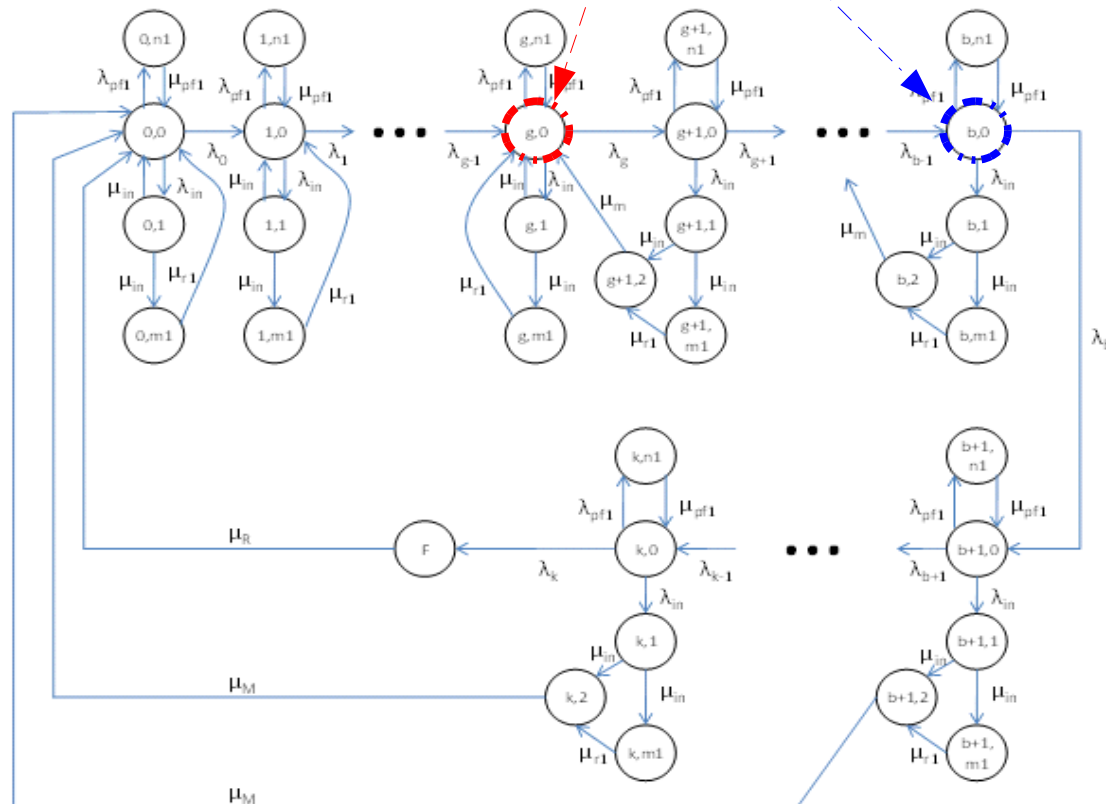 0,n1
1,n1
g,n1
g+1,
n1
b,n1
λpf1
μpf1
λpf1
μpf1
λpf1
μpf1
λpf1
μpf1
λpf1
μpf1
0,0
1,0
g,0
g+1,0
b,0
λ0
λ1
λg-1
λg
λg+1
λb-1
μin
λin
μin
λin
μin
λin
μm
λin
μm
λin
0,1
1,1
g,1
g+1,1
b,1
μin
μin
g+1,2
b,2
μin
μr1
μin
μr1
μr1
μin
μin
μin
0,m1
1,m1
g,m1
μr1
g+1,
m1
μr1
b,m1
k,n1
b+1,
n1
λpf1
μpf1
λpf1
μpf1
μR
F
λk
k,0
λk-1
λb+1
b+1,0
λin
λin
k,1
b+1,1
μin
μin
μM
k,2
μin
b+1,2
μin
μr1
k,m1
μr1
b+1,
m1
μM